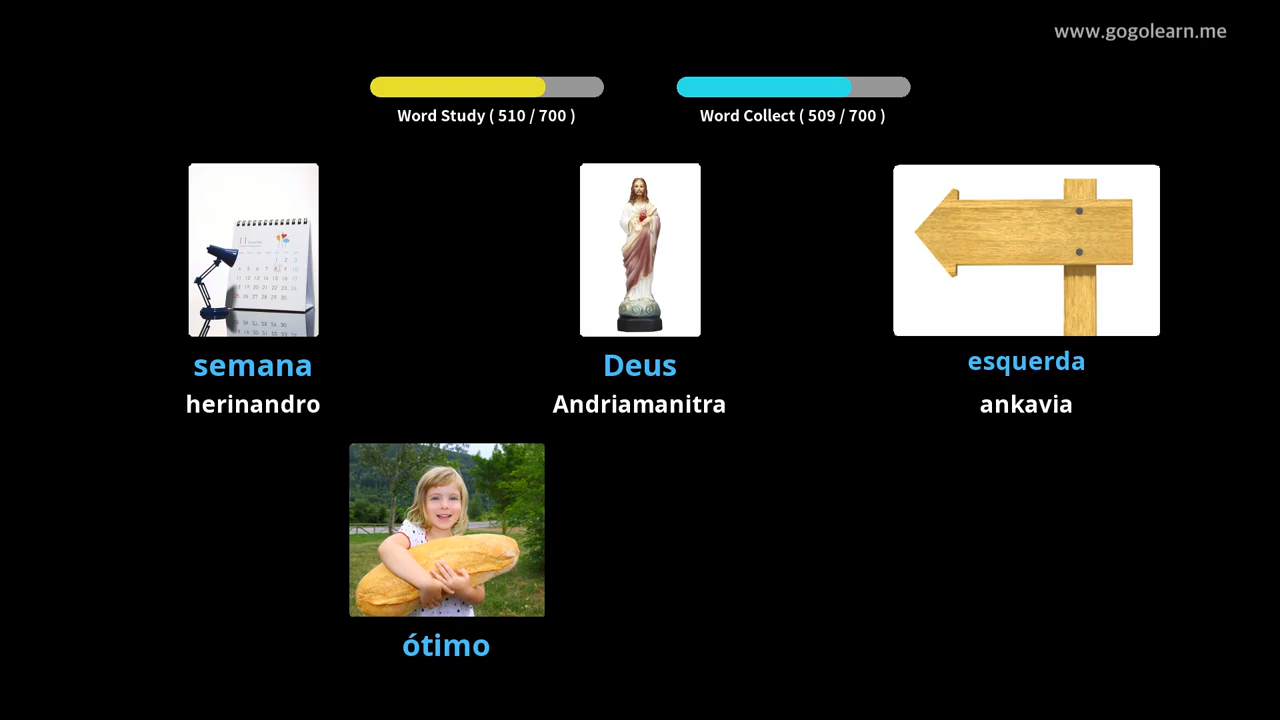 www.gogolearn.me
Word Study ( 510 / 700 )
Word Collect ( 509 / 700 )
semana
herinandro
Deus
Andriamanitra
esquerda
ankavia
ótimo